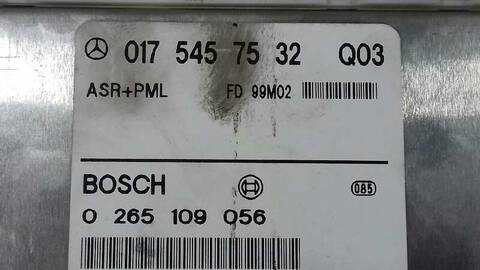 017 545 75 32 Q03
ASR+PML FD 99M02
BOSCH 085
0 265 109 056